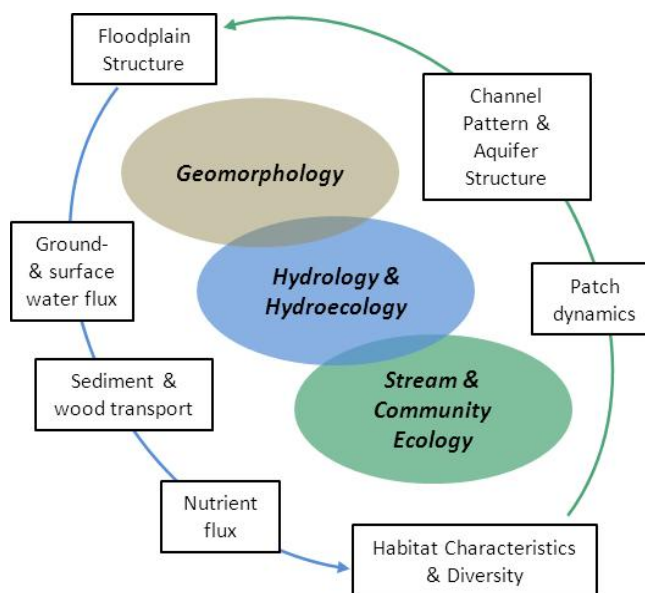 Floodplain
Structure
Channel
Pattern &
Aquifer
Structure
Geomorphology
Ground-
& surface
water flux
Hydrology &
Hydroecology
Patch
dynamics
Sediment &
wood transport
Stream &
Community
Ecology
Nutrient
flux
Habitat Characteristics
& Diversity